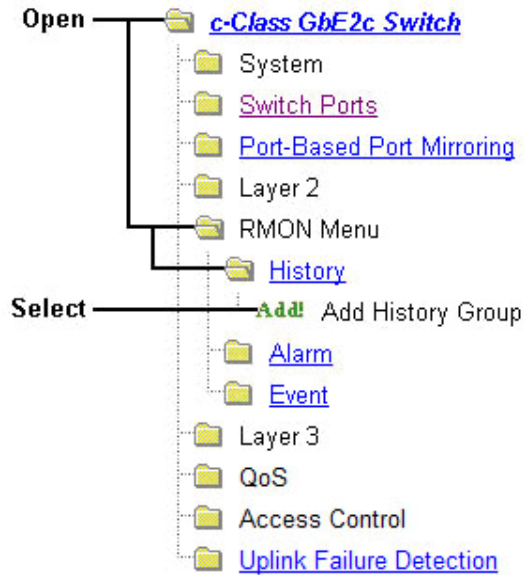 Open c-Class GbE2c Switch
System
Switch Ports
Port-Based Port Mirroring
Layer 2
RMON Menu
History
Select Add! Add History Group
Alarm
Event
Layer 3
QoS
Access Control
Uplink Failure Detection